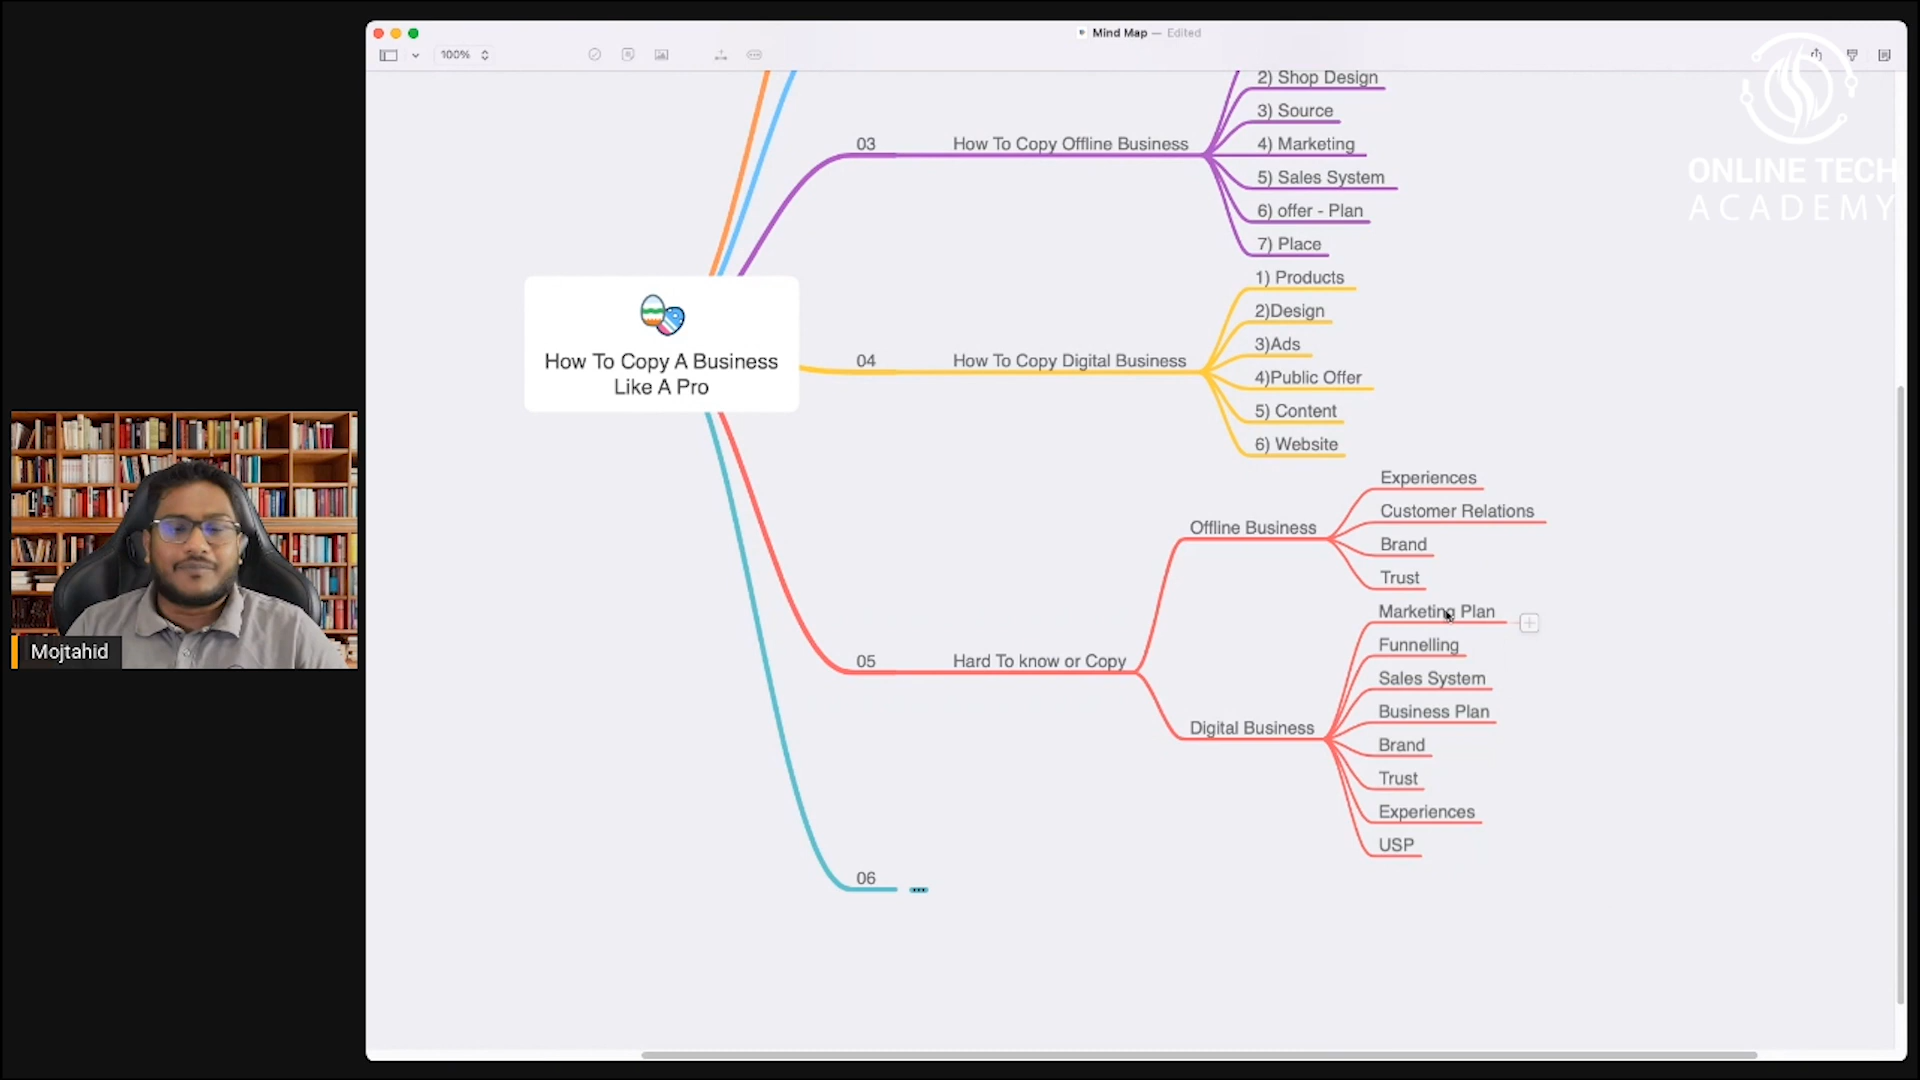 Mind Map — Edited
100%
ONLINE TECH
ACADEMY
2) Shop Design
3) Source
03
How To Copy Offline Business
4) Marketing
5) Sales System
6) offer - Plan
7) Place
How To Copy A Business
Like A Pro
04
How To Copy Digital Business
1) Products
2)Design
3)Ads
4)Public Offer
5) Content
6) Website
05
Hard To know or Copy
Offline Business
Experiences
Customer Relations
Brand
Trust
Digital Business
Marketing Plan
Funnelling
Sales System
Business Plan
Brand
Trust
Experiences
USP
06
Mojtahid